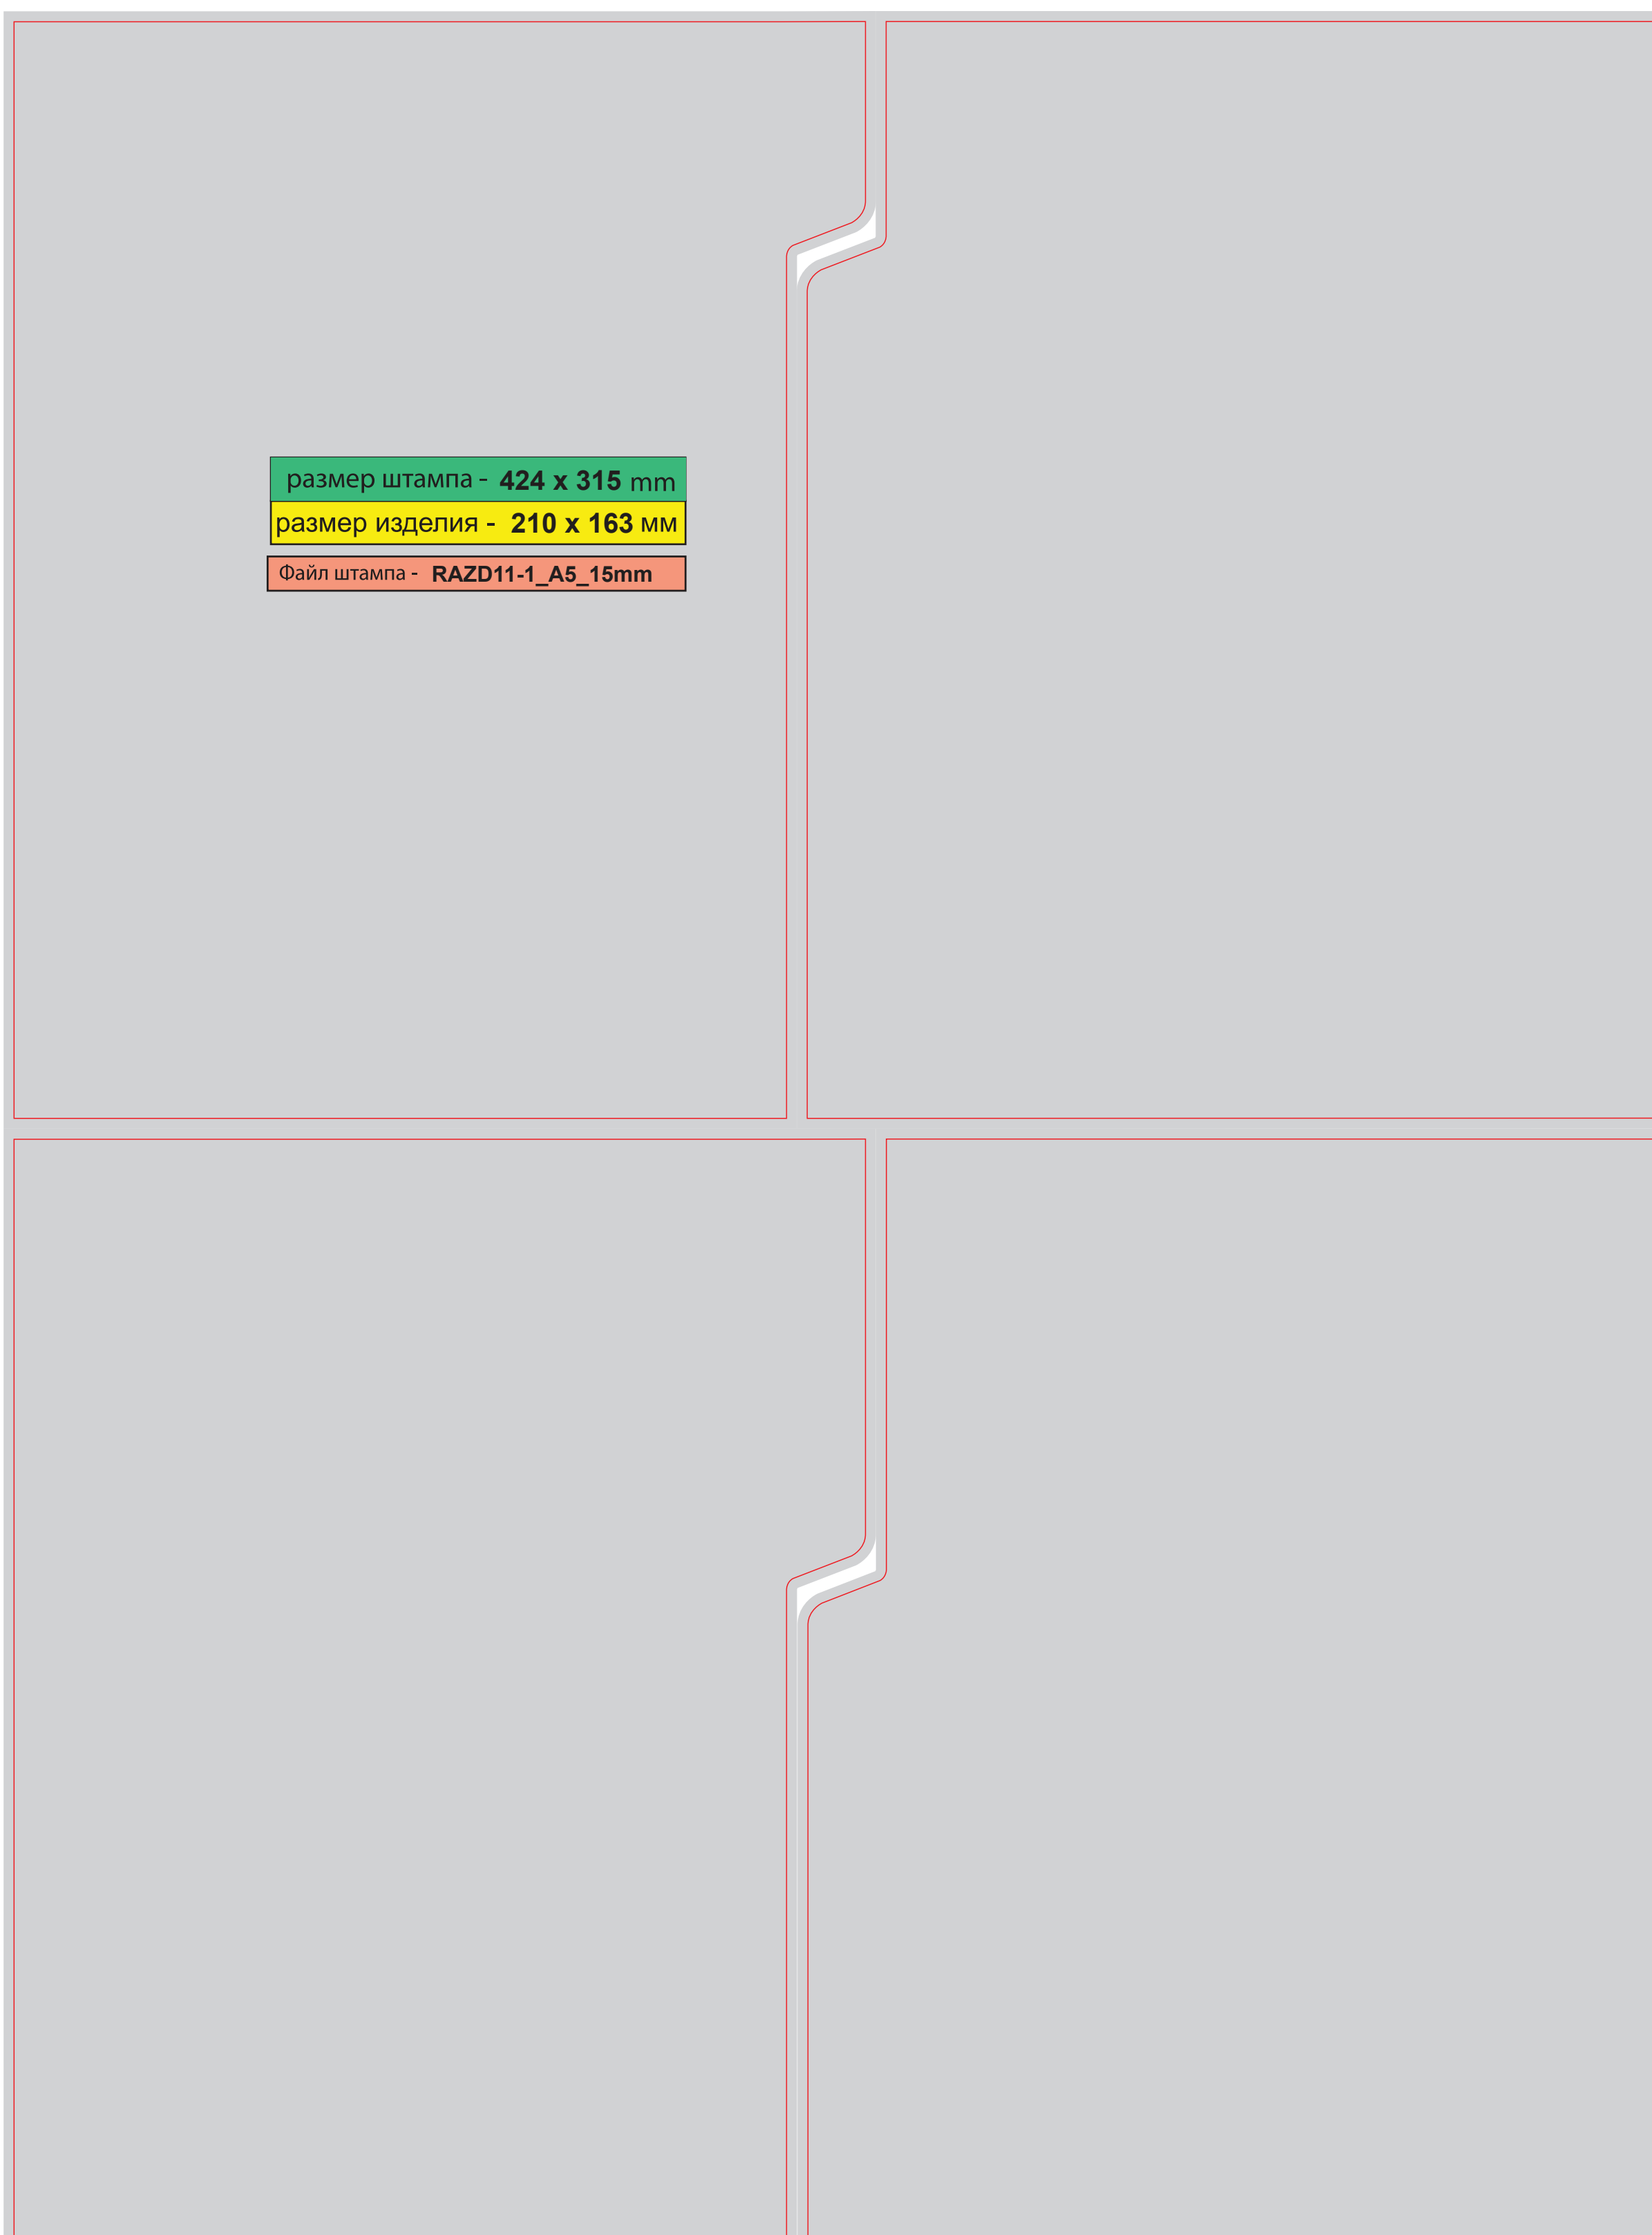 размер штампа - 424 x 315 mm
размер изделия - 210 x 163 мм
Файл штампа - RAZD11-1_A5_15mm